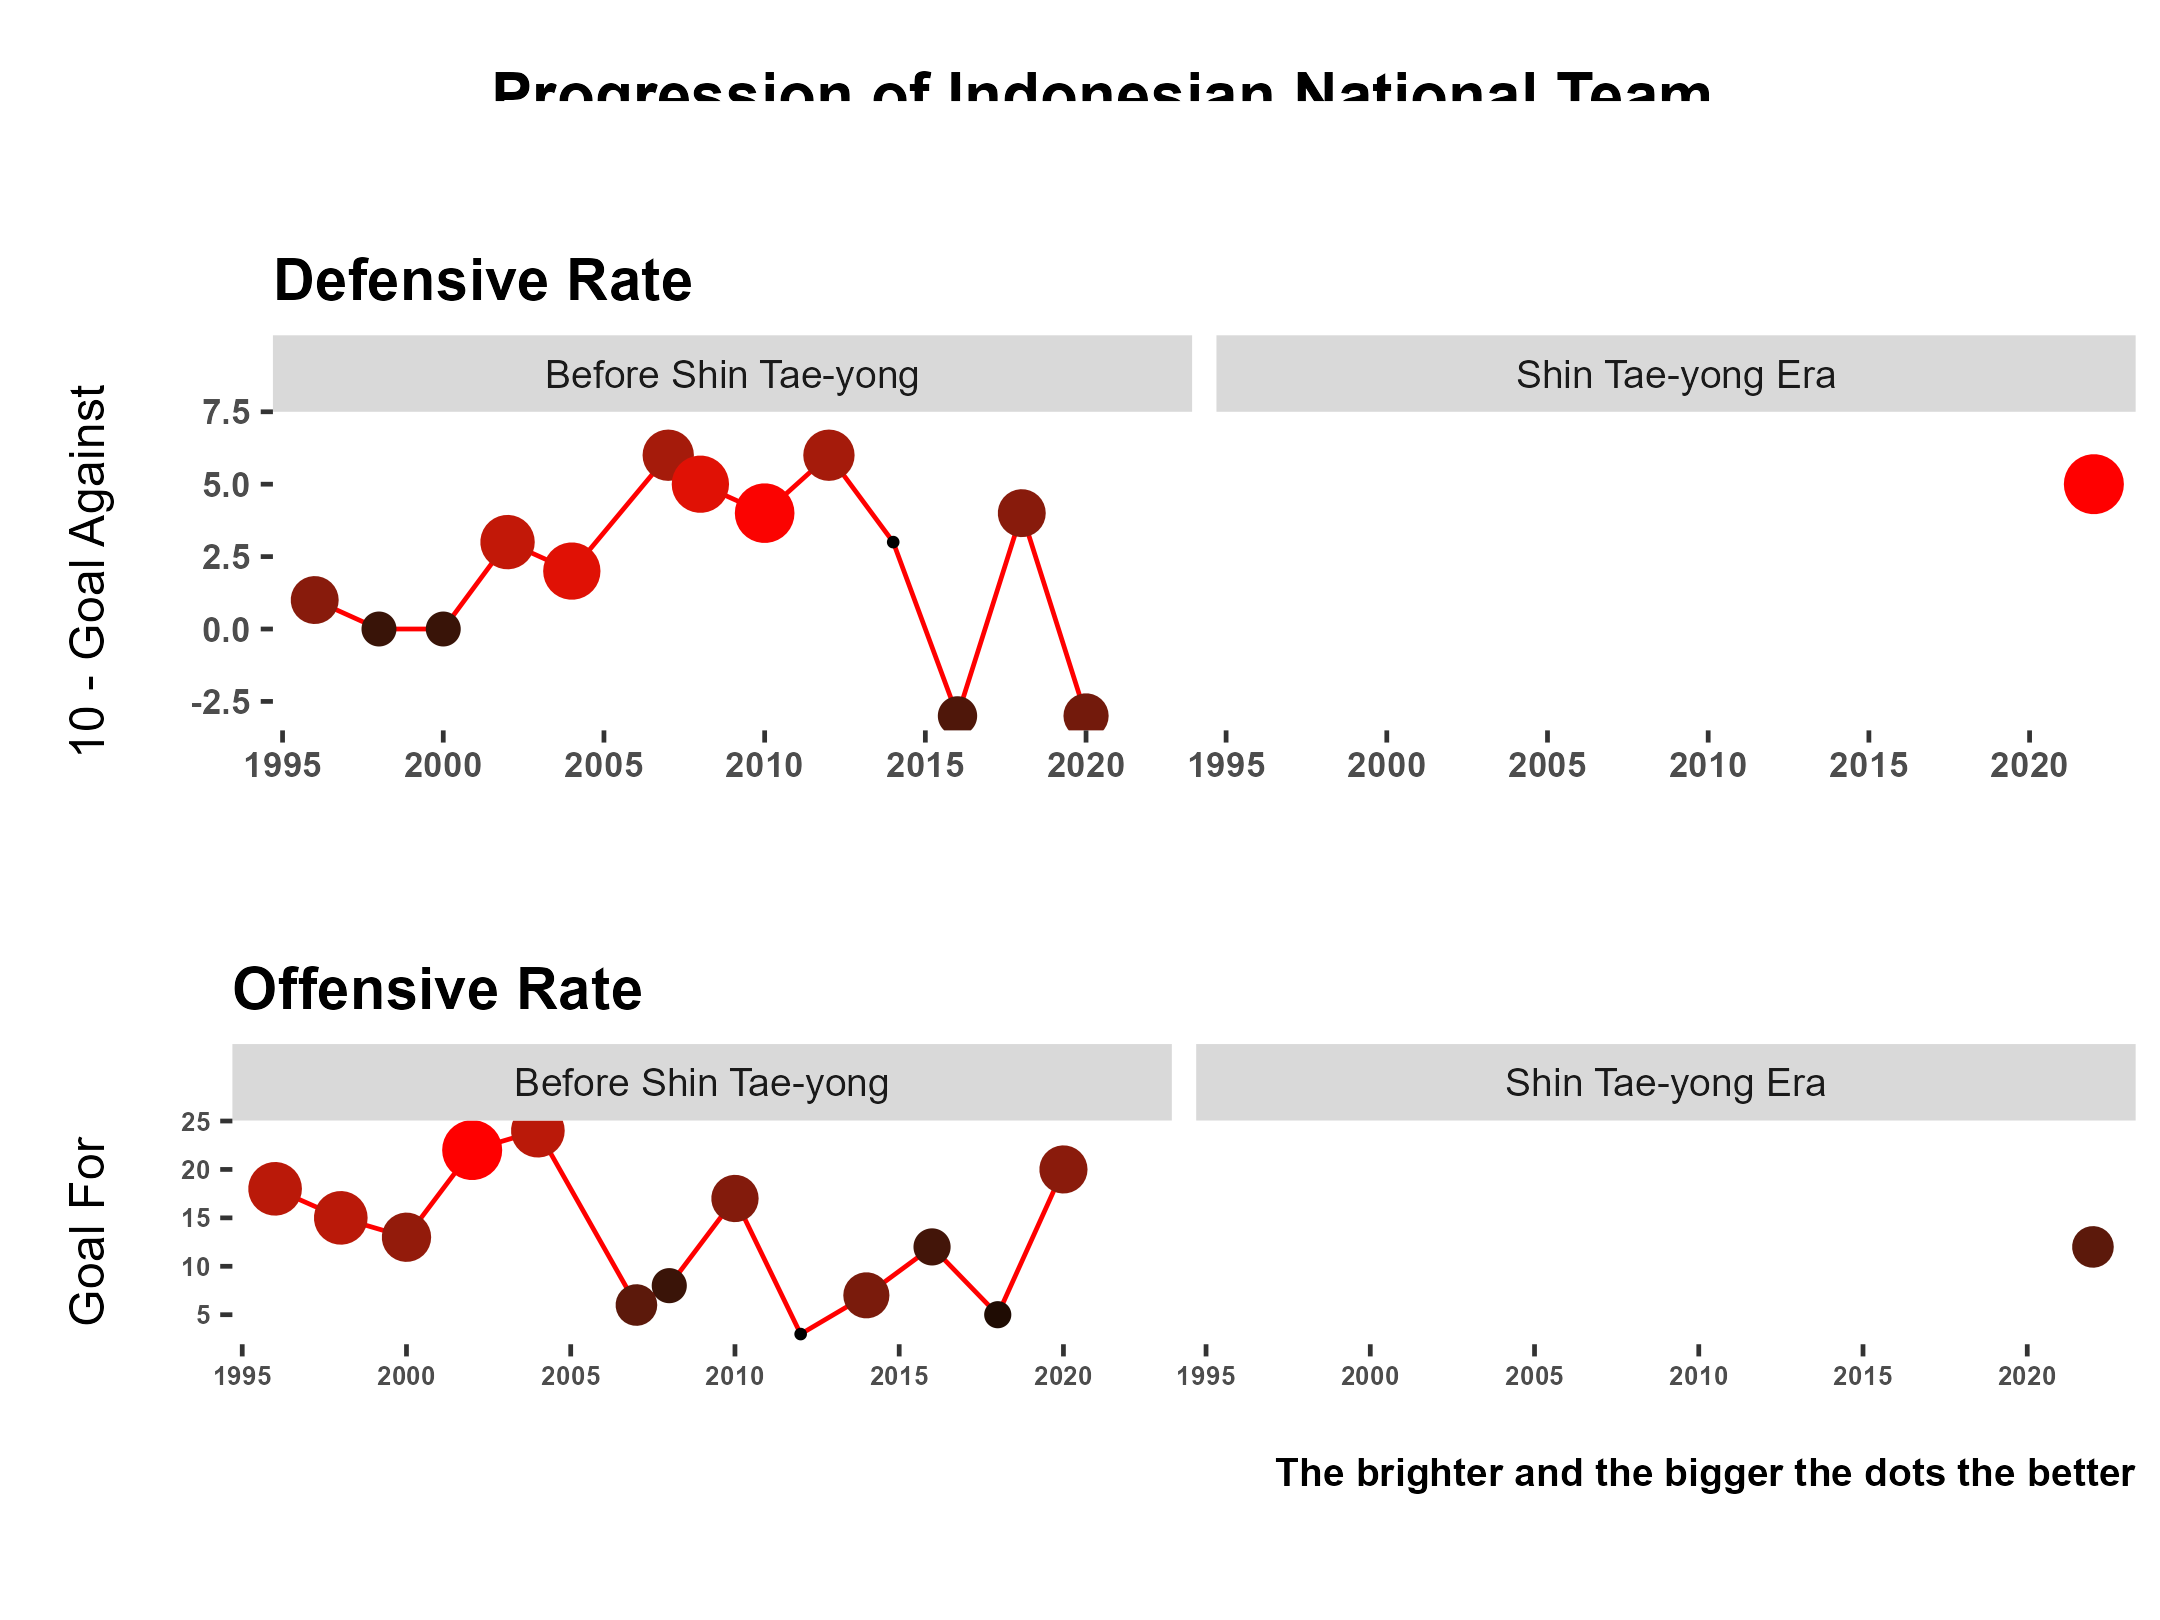 Progression of Indonesian National Team
Defensive Rate
Before Shin Tae-yong
Shin Tae-yong Era
10 - Goal Against
7.5
5.0
2.5
0.0
-2.5
1995 2000 2005 2010 2015 2020 1995 2000 2005 2010 2015 2020
Offensive Rate
Before Shin Tae-yong
Shin Tae-yong Era
Goal For
25
20
15
10
5
1995 2000 2005 2010 2015 2020 1995 2000 2005 2010 2015 2020
The brighter and the bigger the dots the better